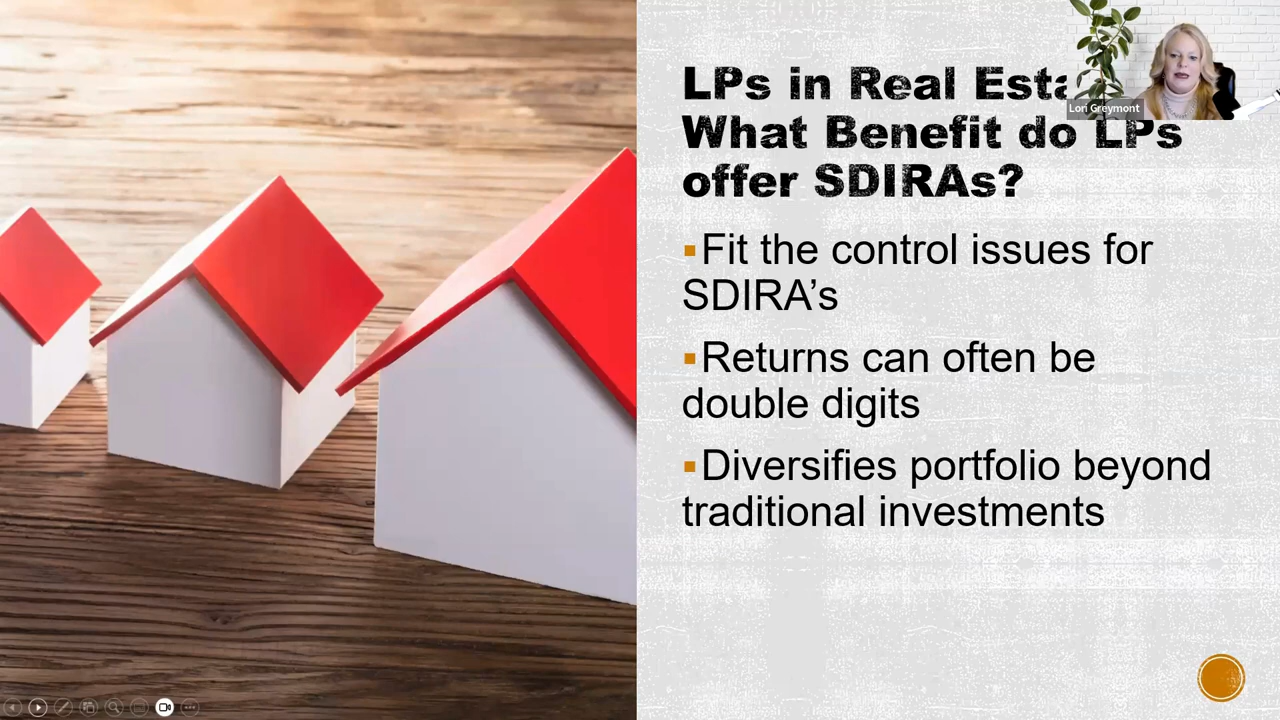 LPs in Real Esta
Lori Greymont
What Benefit do LPs
offer SDIRAs?
Fit the control issues for
SDIRA's
Returns can often be
double digits
Diversifies portfolio beyond
traditional investments